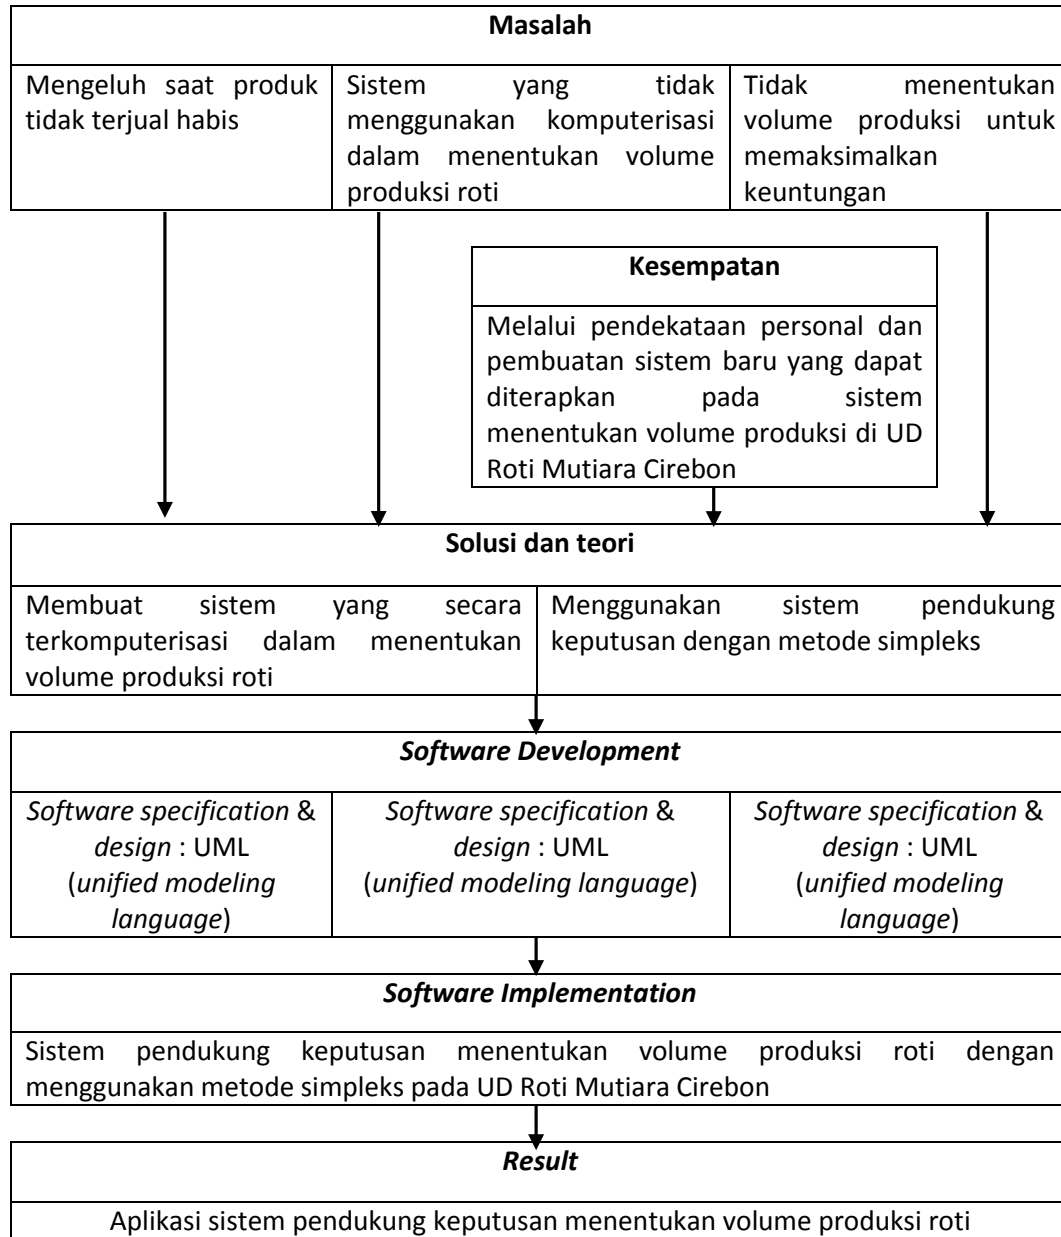 Masalah
Mengeluh saat produk
tidak terjual habis
Sistem yang tidak
menggunakan komputerisasi
dalam menentukan volume
produksi roti
Tidak menentukan
volume produksi untuk
memaksimalkan
keuntungan
Kesempatan
Melalui pendekataan personal dan
pembuatan sistem baru yang dapat
diterapkan pada sistem
menentukan volume produksi di UD
Roti Mutiara Cirebon
Solusi dan teori
Membuat sistem yang secara
terkomputerisasi dalam menentukan
volume produksi roti
Menggunakan sistem pendukung
keputusan dengan metode simpleks
Software Development
Software specification &
design : UML
(unified modeling
language)
Software specification &
design : UML
(unified modeling language)
Software specification &
design : UML
(unified modeling
language)
Software Implementation
Sistem pendukung keputusan menentukan volume produksi roti dengan
menggunakan metode simpleks pada UD Roti Mutiara Cirebon
Result
Aplikasi sistem pendukung keputusan menentukan volume produksi roti